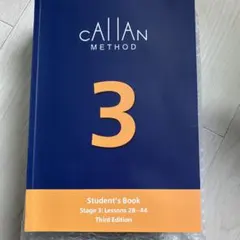 cAllAn
METHOD
3
Student's Book
Stage 3: Lessons 28-44
Third Edition